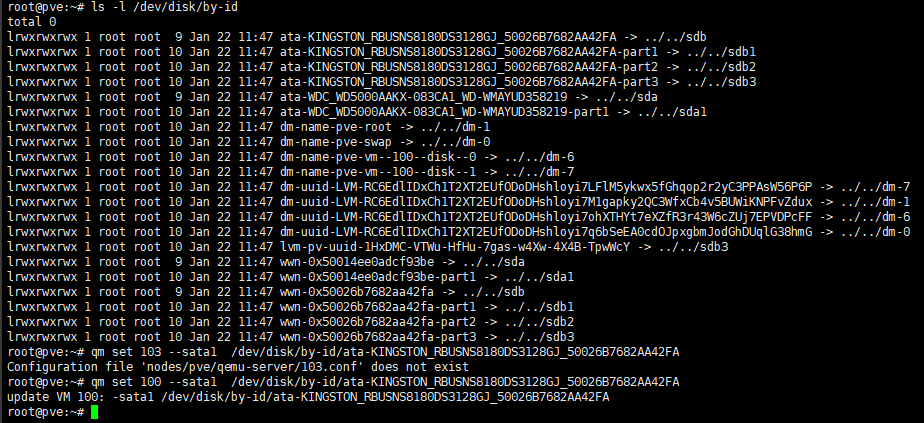 root@pve:~# ls -l /dev/disk/by-id
total 0
lrwxrwxrwx 1 root root  9 Jan 22 11:47 ata-KINGSTON_RBUSNS8180DS3128GJ_50026B7682AA42FA -> ../../sdb
lrwxrwxrwx 1 root root 10 Jan 22 11:47 ata-KINGSTON_RBUSNS8180DS3128GJ_50026B7682AA42FA-part1 -> ../../sdb1
lrwxrwxrwx 1 root root 10 Jan 22 11:47 ata-KINGSTON_RBUSNS8180DS3128GJ_50026B7682AA42FA-part2 -> ../../sdb2
lrwxrwxrwx 1 root root 10 Jan 22 11:47 ata-KINGSTON_RBUSNS8180DS3128GJ_50026B7682AA42FA-part3 -> ../../sdb3
lrwxrwxrwx 1 root root  9 Jan 22 11:47 ata-WDC_WD5000AAKX-083CA1_WD-WMAYUD358219 -> ../../sda
lrwxrwxrwx 1 root root 10 Jan 22 11:47 ata-WDC_WD5000AAKX-083CA1_WD-WMAYUD358219-part1 -> ../../sda1
lrwxrwxrwx 1 root root 10 Jan 22 11:47 dm-name-pve-root -> ../../dm-1
lrwxrwxrwx 1 root root 10 Jan 22 11:47 dm-name-pve-swap -> ../../dm-0
lrwxrwxrwx 1 root root 10 Jan 22 11:47 dm-name-pve-vm--100--disk--0 -> ../../dm-6
lrwxrwxrwx 1 root root 10 Jan 22 11:47 dm-name-pve-vm--100--disk--1 -> ../../dm-7
lrwxrwxrwx 1 root root 10 Jan 22 11:47 dm-uuid-LVM-RC6EdlIDxCh1T2XT2EUfODoDHshloyi7LFlM5ykwx5fGhqop2r2yC3PPAsW56P6P -> ../../dm-7
lrwxrwxrwx 1 root root 10 Jan 22 11:47 dm-uuid-LVM-RC6EdlIDxCh1T2XT2EUfODoDHshloyi7M1gapky2QC3WfxCb4v5BUWiKNPFvZdux -> ../../dm-1
lrwxrwxrwx 1 root root 10 Jan 22 11:47 dm-uuid-LVM-RC6EdlIDxCh1T2XT2EUfODoDHshloyi7ohXTHYt7eXZfR3r43W6cZUj7EPVDPcFF -> ../../dm-6
lrwxrwxrwx 1 root root 10 Jan 22 11:47 dm-uuid-LVM-RC6EdlIDxCh1T2XT2EUfODoDHshloyi7q6bSeEA0cdOJpxgbmJodGhDUqlG38hmG -> ../../dm-0
lrwxrwxrwx 1 root root 10 Jan 22 11:47 lvm-pv-uuid-1HxDMC-VTWu-HfHu-7gas-w4Xw-4X4B-TpwWcY -> ../../sdb3
lrwxrwxrwx 1 root root  9 Jan 22 11:47 wwn-0x50014ee0adcf93be -> ../../sda
lrwxrwxrwx 1 root root 10 Jan 22 11:47 wwn-0x50014ee0adcf93be-part1 -> ../../sda1
lrwxrwxrwx 1 root root  9 Jan 22 11:47 wwn-0x50026b7682aa42fa -> ../../sdb
lrwxrwxrwx 1 root root 10 Jan 22 11:47 wwn-0x50026b7682aa42fa-part1 -> ../../sdb1
lrwxrwxrwx 1 root root 10 Jan 22 11:47 wwn-0x50026b7682aa42fa-part2 -> ../../sdb2
lrwxrwxrwx 1 root root 10 Jan 22 11:47 wwn-0x50026b7682aa42fa-part3 -> ../../sdb3
root@pve:~# qm set 103 --sata1  /dev/disk/by-id/ata-KINGSTON_RBUSNS8180DS3128GJ_50026B7682AA42FA
Configuration file 'nodes/pve/qemu-server/103.conf' does not exist
root@pve:~# qm set 100 --sata1  /dev/disk/by-id/ata-KINGSTON_RBUSNS8180DS3128GJ_50026B7682AA42FA
update VM 100: -sata1 /dev/disk/by-id/ata-KINGSTON_RBUSNS8180DS3128GJ_50026B7682AA42FA
root@pve:~#